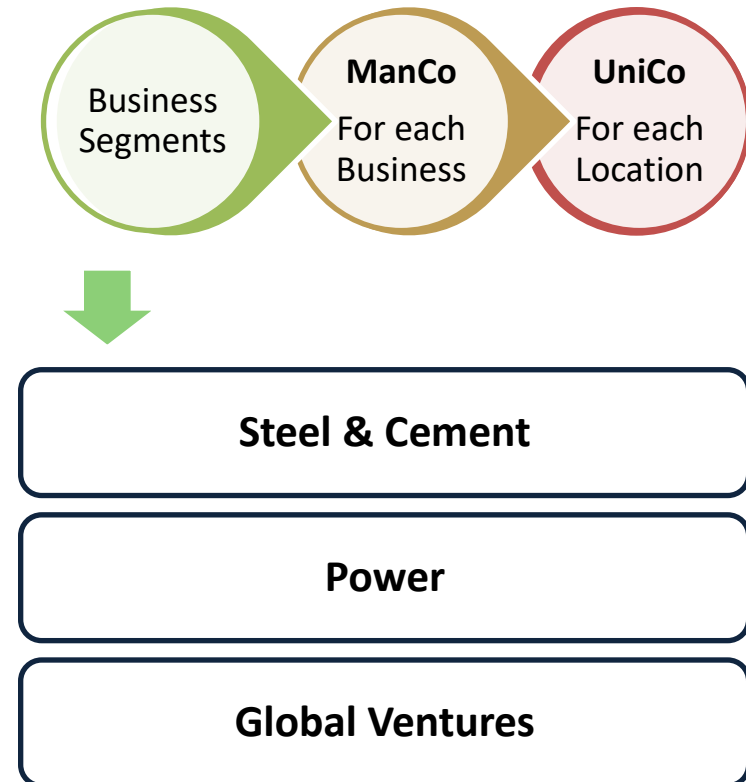 Business
Segments
ManCo
For each
Business
UniCo
For each
Location
Steel & Cement
Power
Global Ventures